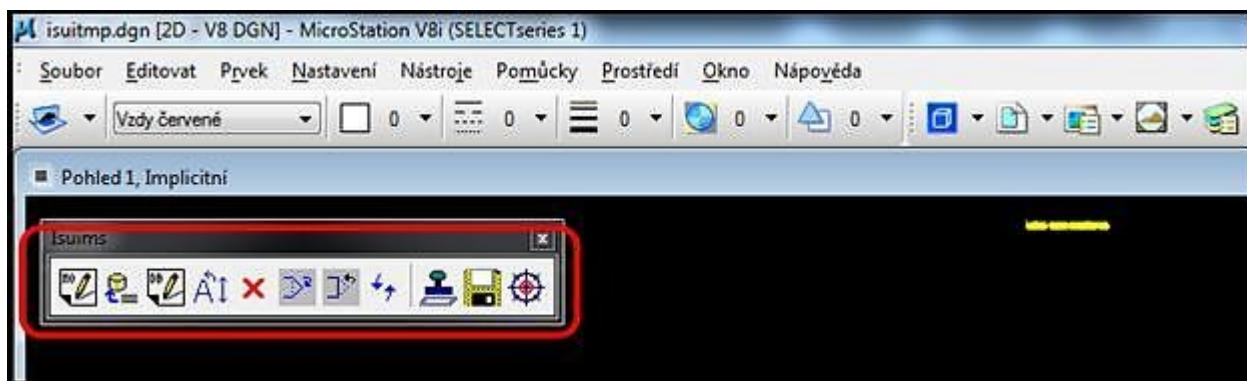 isuitmp.dgn [2D - V8 DGN] - MicroStation V8i (SELECTseries 1)
Soubor Editovat Prvek Nastavení Nástroje Pomůcky Prostředí Okno Nápověda
Vzdy červené 0 0 0 0 0
Pohled 1, Implicitní
Isuims